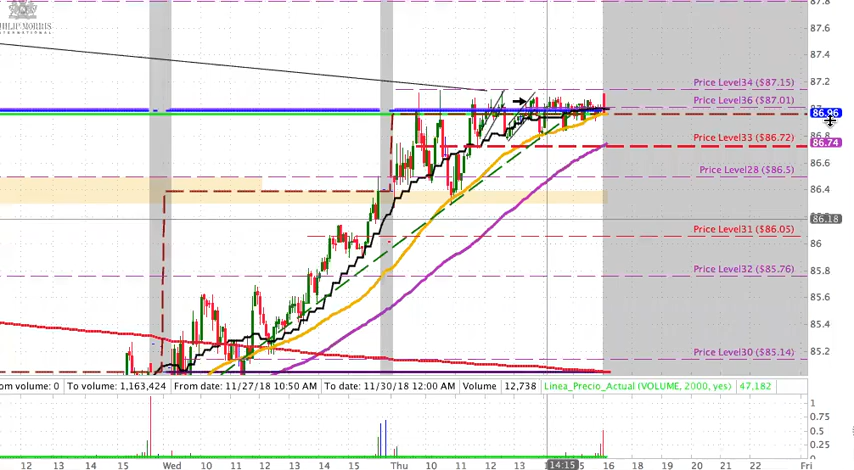 87.8
PHILIP MORRIS
INTERNATIONAL
87.6
87.4
87.2
Price Level34 ($87.15)
Price Level36 ($87.01)
86.96
86.8
Price Level33 ($86.72)
86.74
86.6
Price Level28 ($86.5)
86.4
86.18
Price Level31 ($86.05)
86
Price Level32 ($85.76)
85.8
85.6
85.4
Price Level30 ($85.14)
85.2
om volume: 0 To volume: 1,163,424 From date: 11/27/18 10:50 AM To date: 11/30/18 12:00 AM Volume 12,738 Linea_Precio_Actual (VOLUME, 2000, yes) 47,182
1
0.75
0.5
0.25
0
12 13 14 15 Wed 10 11 12 13 14 15 Thu 10 11 12 13 14:15 16 18 19 20 21 22 Fri